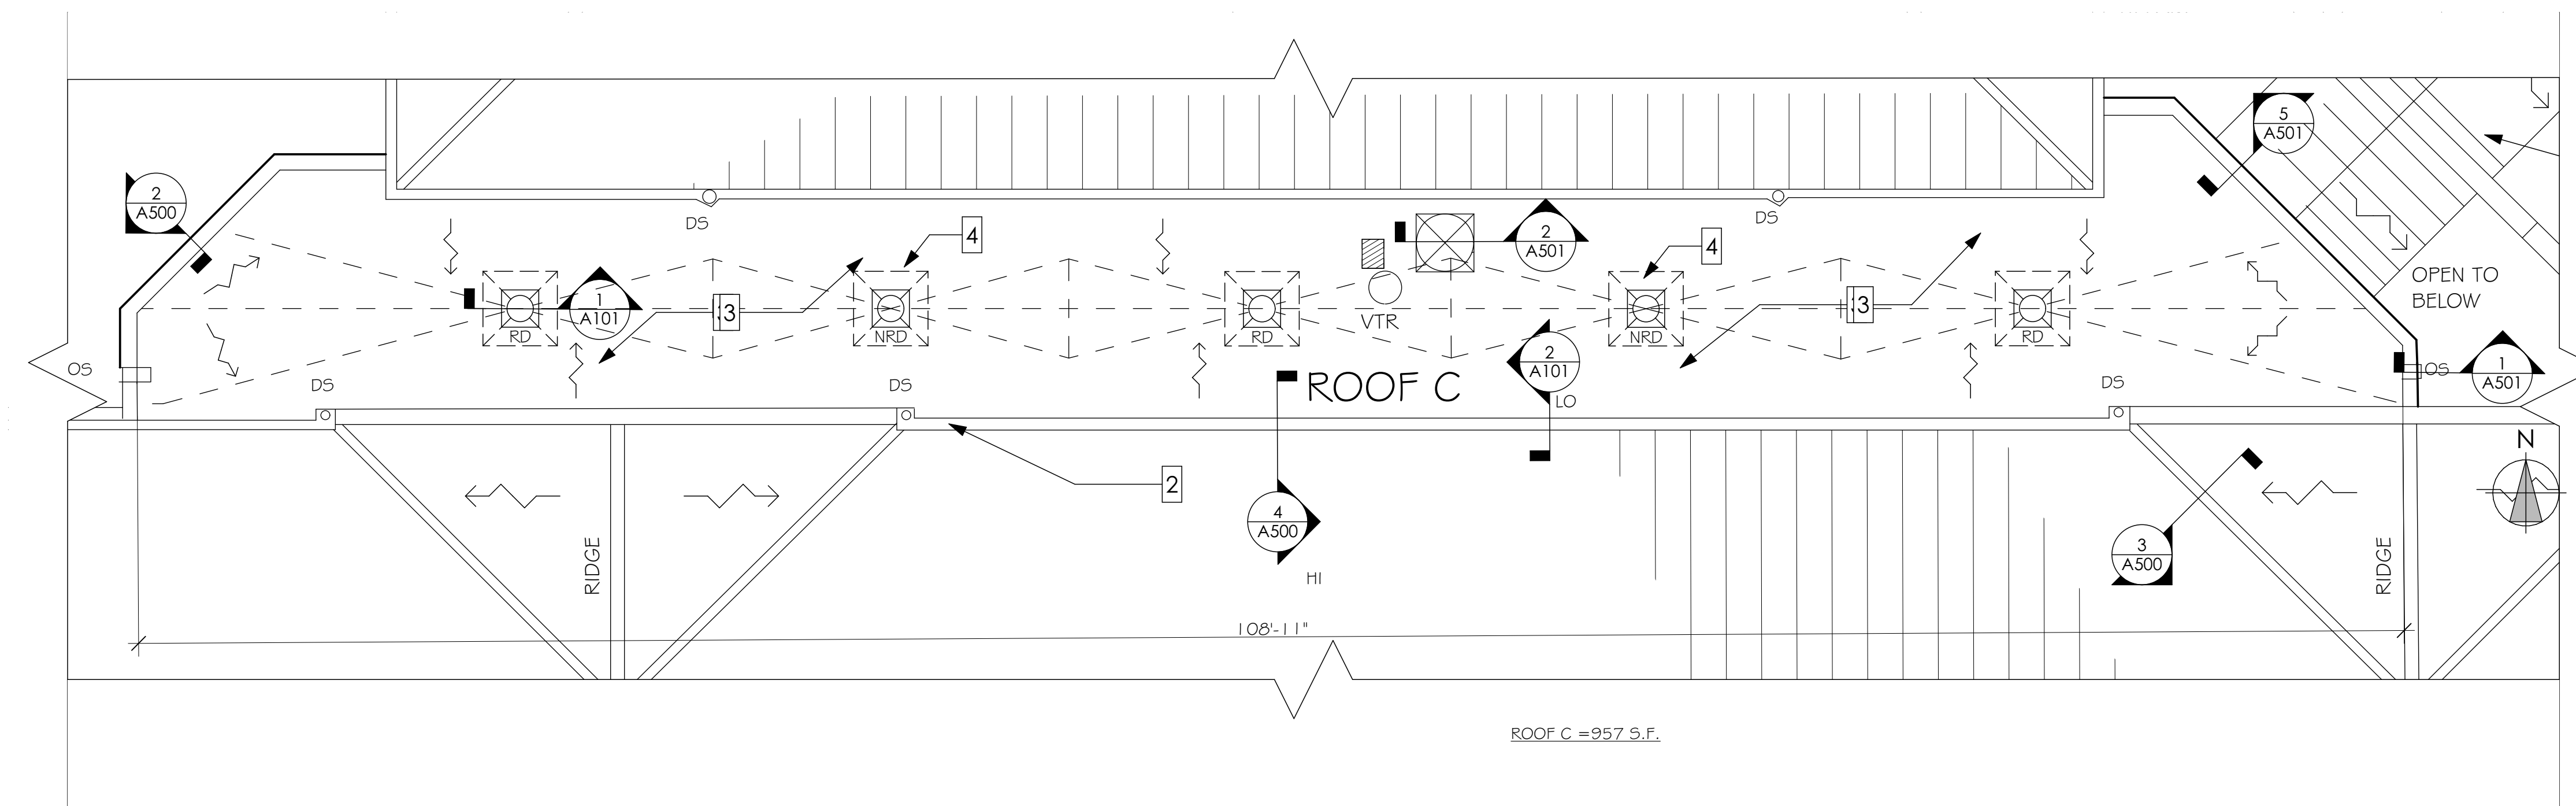 5
A501
2
A500
DS
4
2
A501
4
DS
OPEN TO
BELOW
1
A101
3
3
RD
NRD
RD
VTR
NRD
RD
2
A101
OS
DS
DS
ROOF C
LO
DS
OS
1
A501
N
2
4
A500
3
A500
RIDGE
HI
RIDGE
108'-11"
ROOF C =957 S.F.